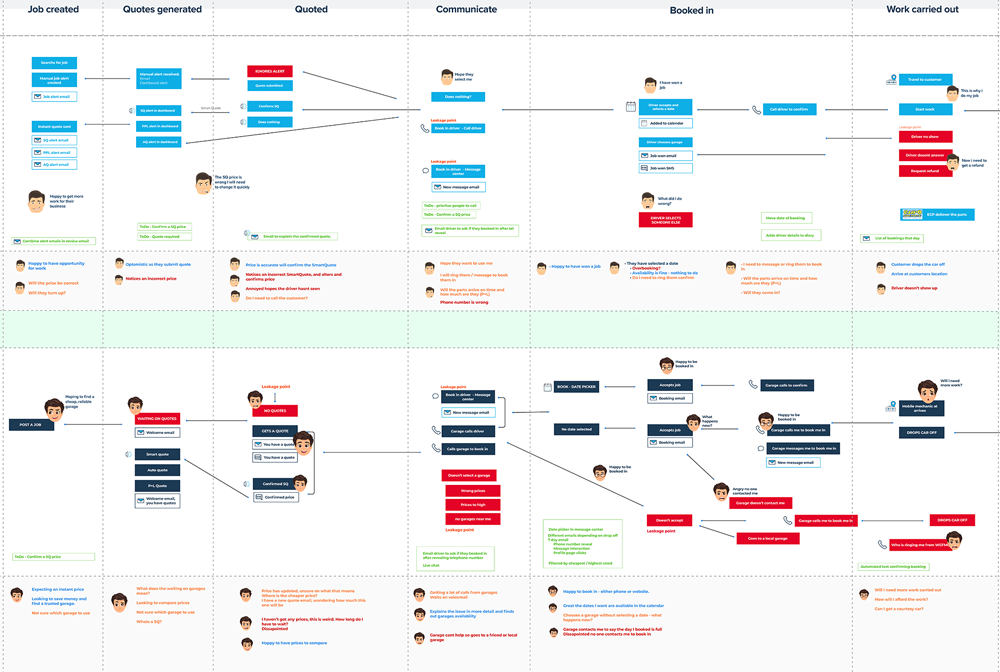 Job created
Quotes generated
Quoted
Communicate
Booked in
Work carried out
Searche for job
Manual job alert created
Job alert email
Instant quote sent
SQ alert email
PPL alert email
AQ alert email
Happy to get more
work for their
business
Combine alert emails in review email
Manual alert received
Email
Dashboard alert
SQ alert in dashboard
PPL alert in dashboard
AQ alert in dashboard
Smart Quote
The SQ price is
wrong I will need
to change it quickly
ToDo - Confirm a SQ price
ToDo - Quote required
IGNORES ALERT
Quote submitted
Confirms SQ
Does nothing
Email to explain the confirmed quote.
Hope they
select me
Does nothing?
Leakage point
Book in driver - Call driver
Leakage point
Book in driver - Message
center
New message email
ToDo - prioritise people to call
ToDo - Confirm a SQ price
Email driver to ask if they booked in after tel
reveal
I have won a
job
Driver accepts and
selects a date
Added to calendar
Driver chooses garage
Job won email
Job won SMS
What did I do
wrong?
DRIVER SELECTS
SOMEONE ELSE
Call driver to confirm
Move date of booking
Adds driver details to diary
Travel to customer
This is why I
do my job
Start work
Leakage point
Driver no show
Driver doesnt answer
Request refund
Now I need to
get a refund
ECP deliver the parts
List of bookings that day
Happy to have opportunity
for work
Will the price be correct
Will they turn up?
Optomistic as they submit quote
Notices an incorrect price
Price is accurate will confirm the SmartQuote
Notices an incorrect SmartQuote, and alters and
confirms price
Annoyed hopes the driver hasnt seen
Do I need to call the customer?
Hope they want to use me
I will ring them / message to book
them in
Will the parts arrive on time and
how much are they (P+L)
Phone number is wrong
- Happy to have won a job
- They have selected a date
- Overbooking?
- Availability is fine - nothing to do
- Do I need to ring them confirm
- I need to message or ring them to book
them in
- Will the parts arrive on time and how much
are they (P+L)
- Will they come in?
Customer drops the car off
Arrive at customers location
Driver doesn't show up
Hoping to find a
cheap, reliable
garage
POST A JOB
ToDo - Confirm a SQ price
WAITING ON QUOTES
Welcome email
Smart quote
Auto quote
P+L Quote
Welcome email,
you have quotes
Leakage point
NO QUOTES
GETS A QUOTE
You have a quote
You have a quote
Confirmed SQ
Confirmed price
Leakage point
Book in driver - Message
center
New message email
Garage calls driver
Calls garage to book in
Doesn't select a garage
Wrong prices
Prices to high
No garages near me
Leakage point
Email driver to ask if they booked in
after revealing telephone number
Live chat
Happy to be
booked in
BOOK - DATE PICKER
Accepts job
Booking email
Garage calls to confirm
No date selected
Accepts job
Booking email
What
happens
now?
Happy to be
booked in
Garage calls me to book me in
Garage messages me to book me in
New message email
Happy to be
booked in
Angry no one
contacted me
Garage doesn't contact me
Doesn't accept
Leakage point
Garage calls me to book me in
Goes to a local garage
Date picker in message center
Different emails depending on drop off
7 day email
Phone number reveal
Message interaction
Profile page clicks
Filtered by cheapest / highest rated
Will I need
more work?
Mobile mechanic at
arrives
DROPS CAR OFF
DROPS CAR OFF
Automated text confirming booking
Expecting an instant price
Looking to save money and
find a trusted garage.
Not sure which garage to use
What does the waiting on garages
mean?
Looking to compare prices
Not sure which garage to use
Whats a SQ?
Price has updated, unsure on what that means
Where is the cheaper price?
I have a new quote email, wondering how much this
one will be
I haven't got any prices, this is weird. How long do
I have to wait?
Dissapointed
Happy to have prices to compare
Getting a lot of calls from garages
Waits on voicemail
Explains the issue in more detail and finds
out garages availability
Garage cant help so goes to a friend or local
garage
Happy to book in - either phone or website.
Great the dates I want are available in the calendar
Choose a garage without selecting a date - what
happens now?
Garage contacts me to say the day I booked is full
Dissapointed no one contacts me to book in
Will I need more work carried out
How will I afford the work?
Can I get a courtsey car?